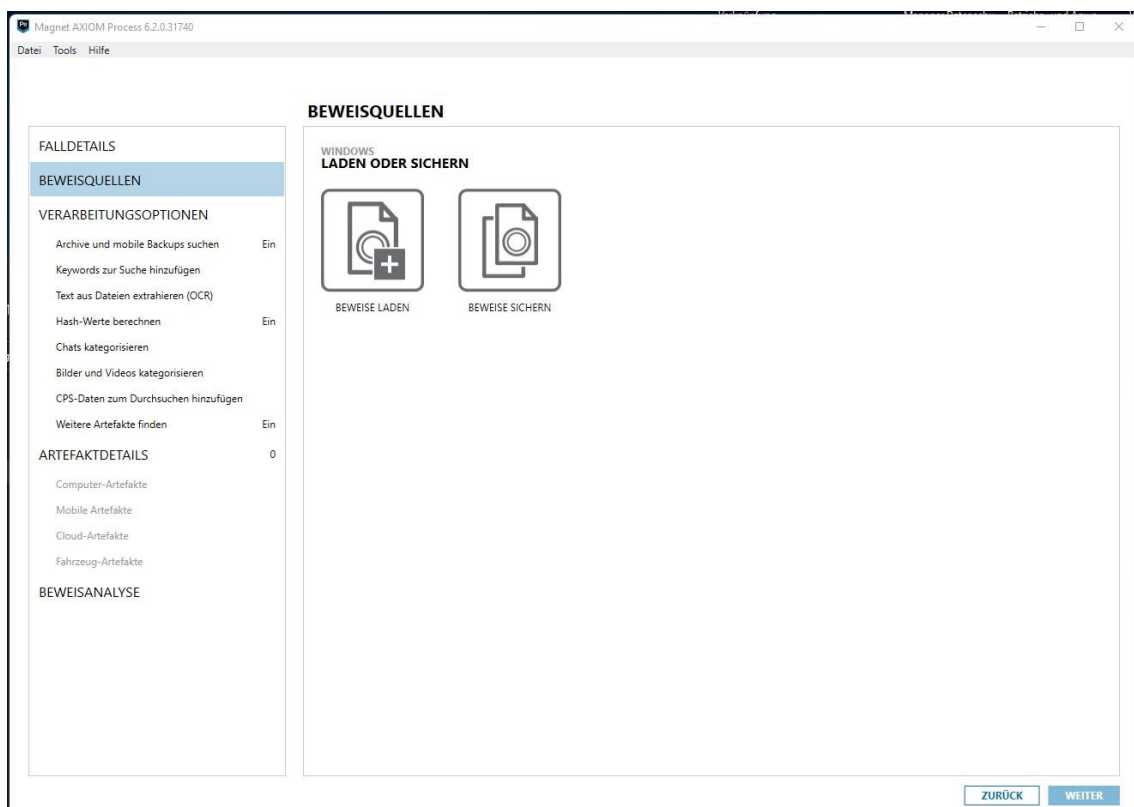 Magnet AXIOM Process 6.2.0.31740
Datei Tools Hilfe
BEWEISQUELLEN
FALLDETAILS
BEWEISQUELLEN
VERARBEITUNGSOPTIONEN
Archive und mobile Backups suchen Ein
Keywords zur Suche hinzufügen
Text aus Dateien extrahieren (OCR)
Hash-Werte berechnen Ein
Chats kategorisieren
Bilder und Videos kategorisieren
CPS-Daten zum Durchsuchen hinzufügen
Weitere Artefakte finden Ein
ARTEFAKTDETAILS 0
Computer-Artefakte
Mobile Artefakte
Cloud-Artefakte
Fahrzeug-Artefakte
BEWEISANALYSE
WINDOWS
LADEN ODER SICHERN
BEWEISE LADEN BEWEISE SICHERN
ZURÜCK WEITER